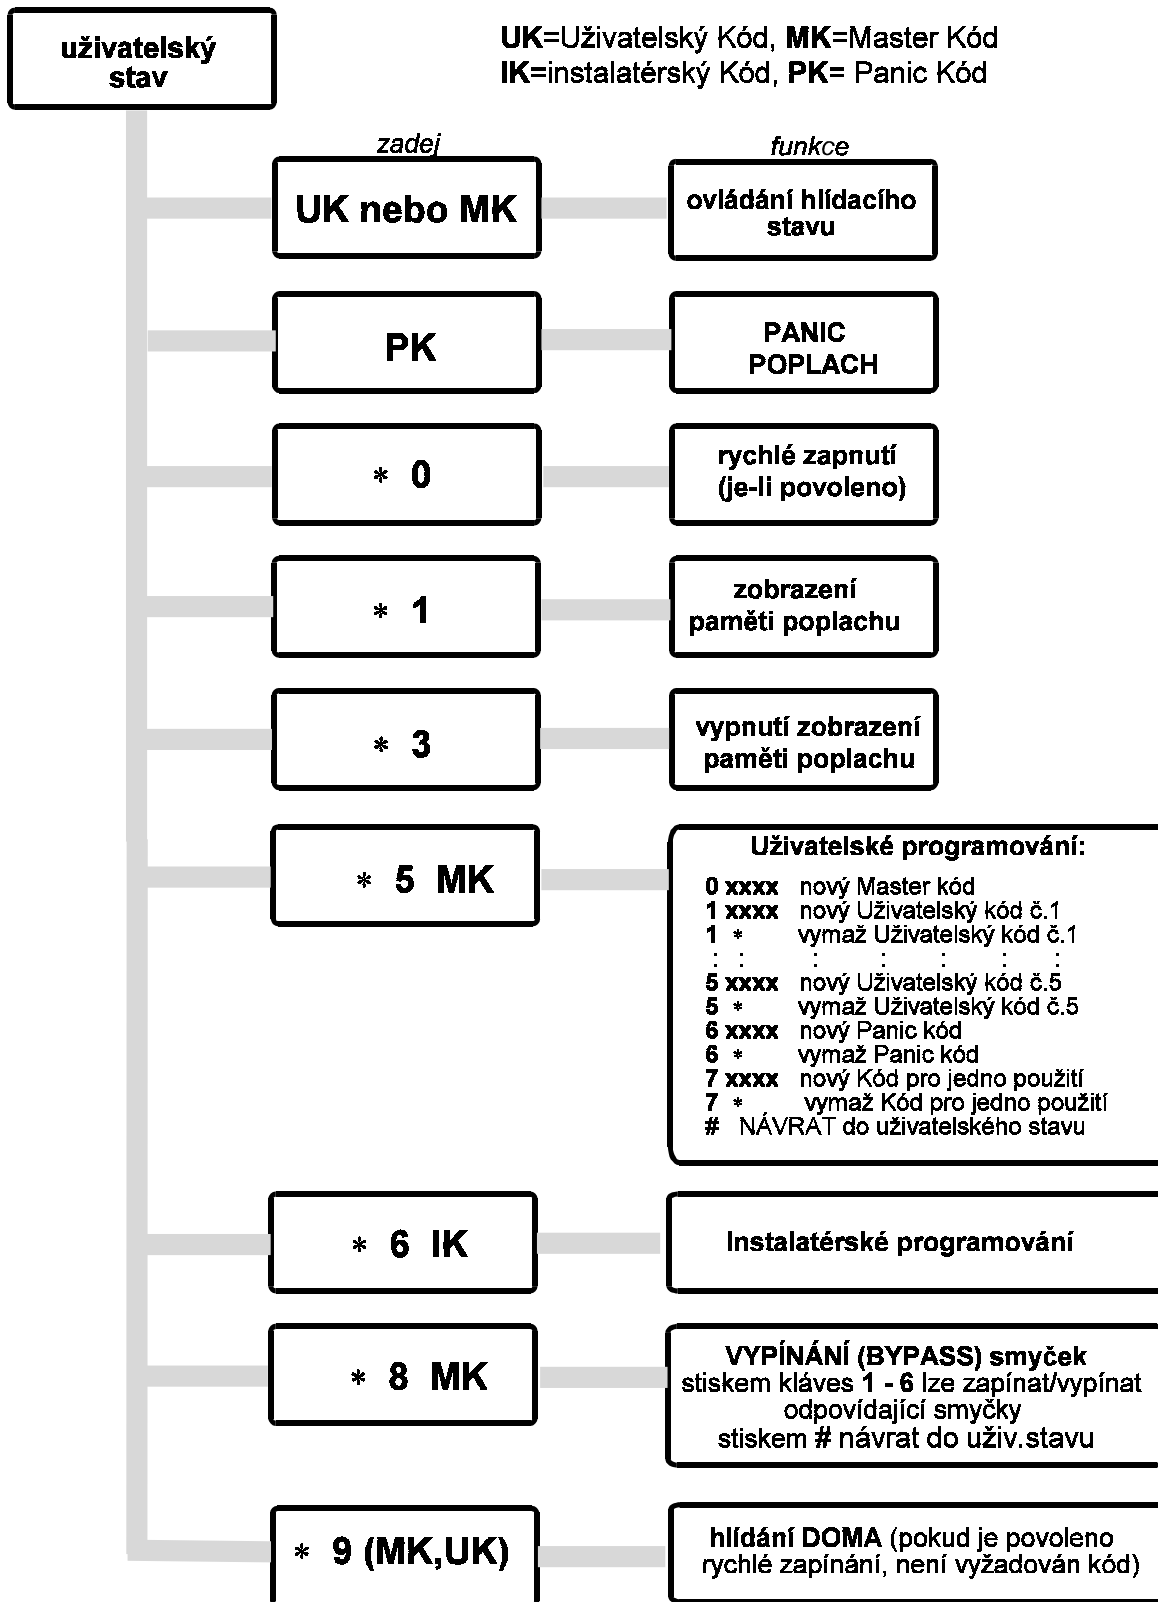 uživatelský
stav
UK=Uživatelský Kód, MK=Master Kód
IK=instalatérský Kód, PK= Panic Kód
zadej
funkce
UK nebo MK
ovládání hlídacího
stavu
PK
PANIC
POPLACH
* 0
rychlé zapnutí
(je-li povoleno)
* 1
zobrazení
paměti poplachu
* 3
vypnutí zobrazení
paměti poplachu
* 5 MK
Uživatelské programování:
0 xxxx nový Master kód
1 xxxx nový Uživatelský kód č.1
1 * vymaž Uživatelský kód č.1
: : : : : : :
5 xxxx nový Uživatelský kód č.5
5 * vymaž Uživatelský kód č.5
6 xxxx nový Panic kód
6 * vymaž Panic kód
7 xxxx nový Kód pro jedno použití
7 * vymaž Kód pro jedno použití
# NÁVRAT do uživatelského stavu
* 6 IK
Instalatérské programování
* 8 MK
VYPÍNÁNÍ (BYPASS) smyček
stiskem kláves 1 - 6 lze zapínat/vypínat
odpovídající smyčky
stiskem # návrat do uživ.stavu
* 9 (MK,UK)
hlídání DOMA (pokud je povoleno
rychlé zapínání, není vyžadován kód)